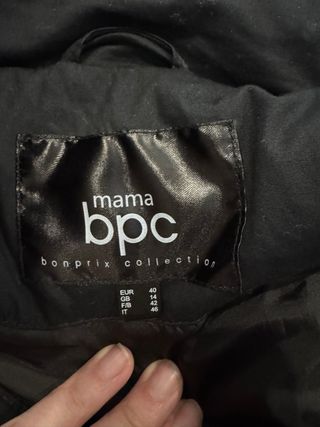 mama
bpc
bonprix collection
EUR 40
GB 14
F/B 42
IT 46